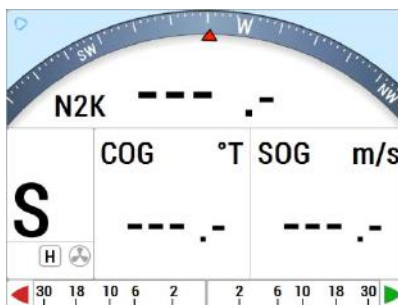 SW W NW
N2K ---.-
COG °T SOG m/s
S ---.- ---.-
H
30 18 10 6 2 2 6 10 18 30